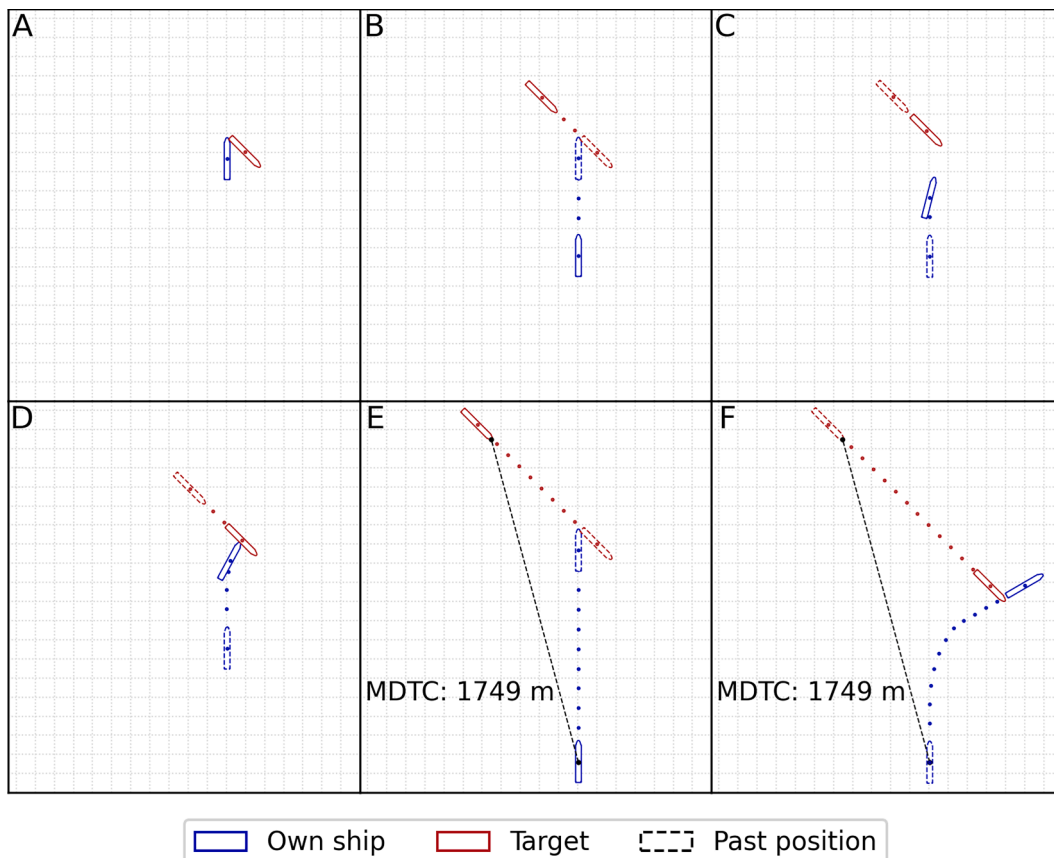 A
B
C
D
E
F
MDTC: 1749 m
MDTC: 1749 m
Own ship
Target
Past position